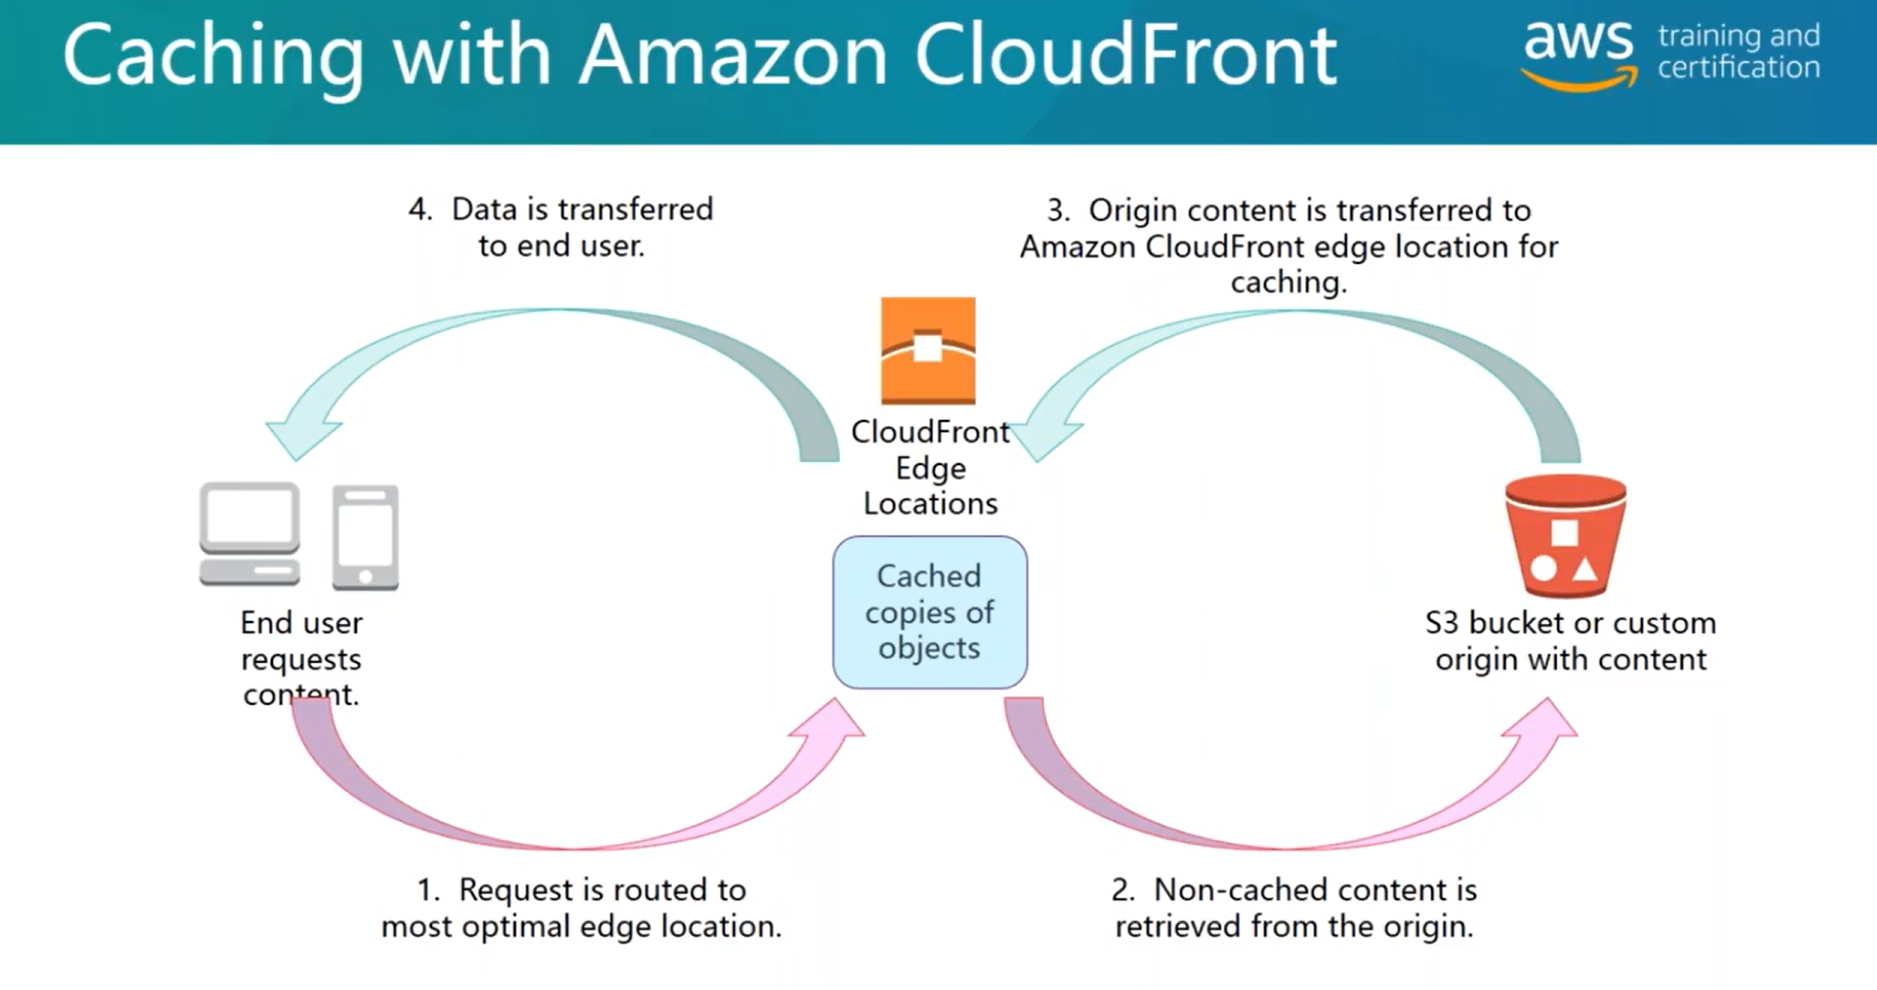 Caching with Amazon CloudFront
aws training and
certification
4. Data is transferred
to end user.
3. Origin content is transferred to
Amazon CloudFront edge location for
caching.
CloudFront
Edge
Locations
Cached
copies of
objects
End user
requests
content.
S3 bucket or custom
origin with content
1. Request is routed to
most optimal edge location.
2. Non-cached content is
retrieved from the origin.